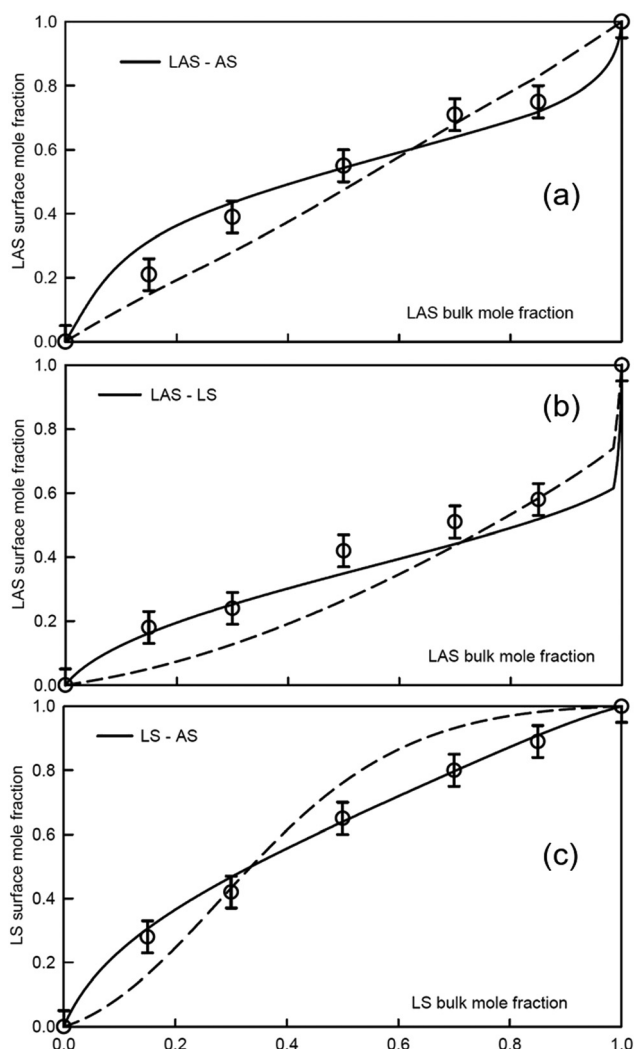 1.0
LAS - AS
0.8
0.6
LAS surrface mole fraction
(a)
0.4
0.2
LAS bulk mole fraction
0.0
1.0
LAS - LS
(b)
0.8
0.6
LAS surface mole fraction
0.4
0.2
LAS bulk mole fraction
0.0
1.0
LS - AS
0.8
0.6
LS surface mole fraction
(c)
0.4
0.2
LS bulk mole fraction
0.0
0.0 0.2 0.4 0.6 0.8 1.0